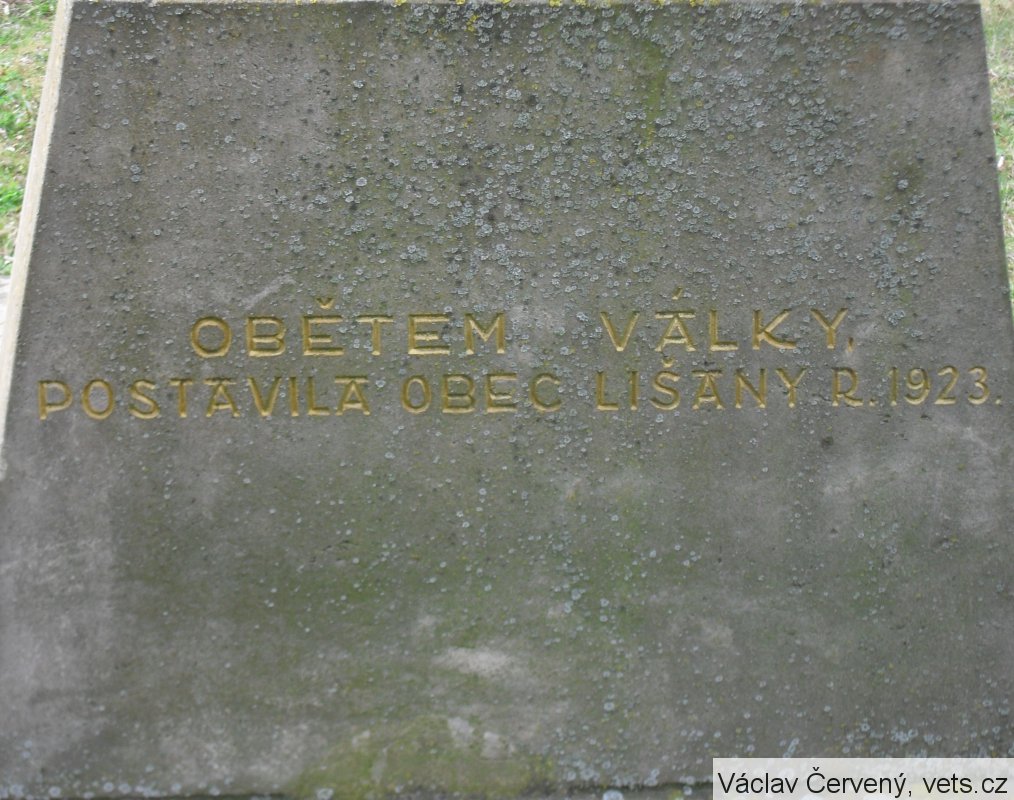 OBĚTEM VÁLKY,
POSTAVILA OBEC LIŠANY R. 1923.
Václav Červený, vets.cz